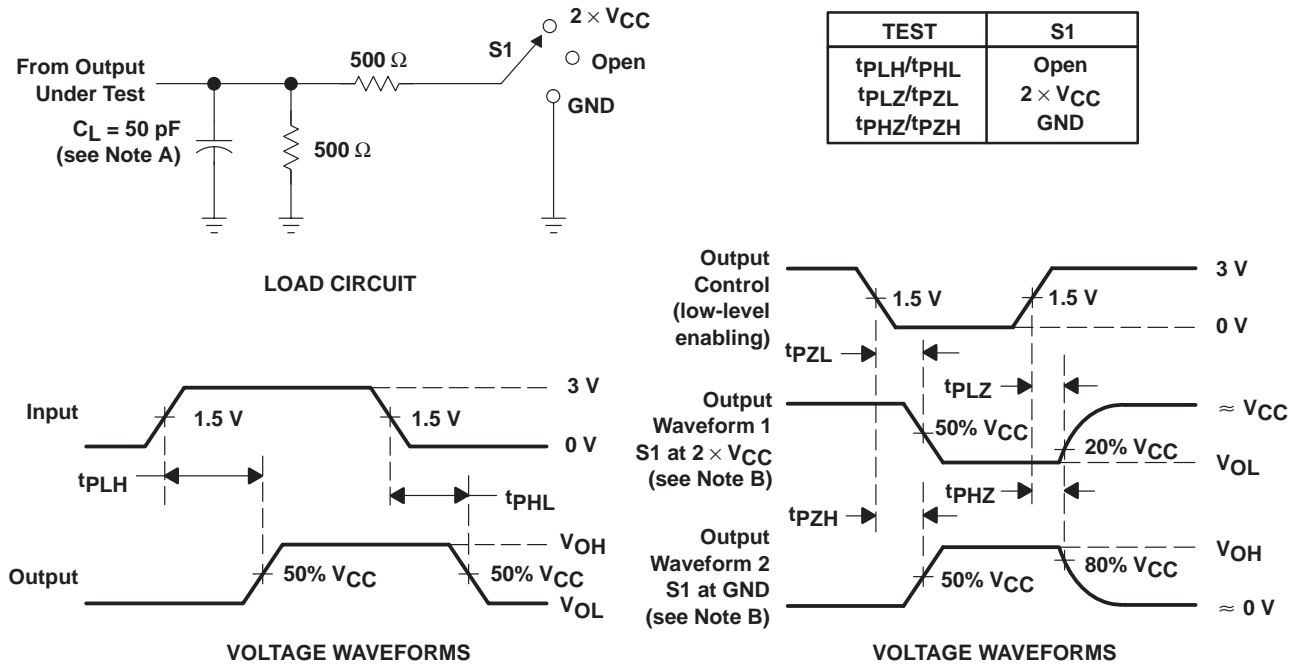 2 × VCC
S1
500 Ω
Open
From Output
Under Test
GND
CL = 50 pF
(see Note A)
500 Ω
LOAD CIRCUIT
TEST S1
tPLH/tPHL Open
tPLZ/tPZL 2 × VCC
tPHZ/tPZH GND
Input
3 V
1.5 V 1.5 V
0 V
tPLH
tPHL
VOH
Output
50% VCC 50% VCC
VOL
VOLTAGE WAVEFORMS
Output
Control
(low-level
enabling)
3 V
1.5 V 1.5 V
0 V
tPZL
tPLZ
Output
Waveform 1
S1 at 2 × VCC
(see Note B)
≈ VCC
50% VCC
20% VCC
VOL
tPHZ
tPZH
Output
Waveform 2
S1 at GND
(see Note B)
VOH
50% VCC
80% VCC
≈ 0 V
VOLTAGE WAVEFORMS